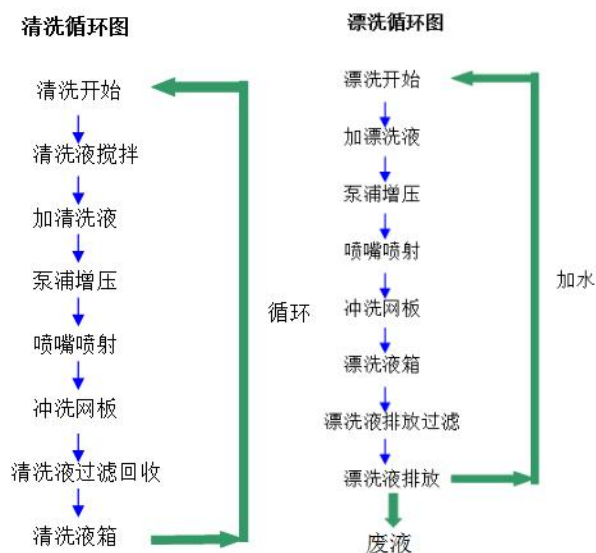 清洗循环图
清洗开始
清洗液搅拌
加清洗液
泵浦增压
喷嘴喷射
冲洗网板
清洗液过滤回收
清洗液箱
循环
漂洗循环图
漂洗开始
加漂洗液
泵浦增压
喷嘴喷射
冲洗网板
漂洗液箱
漂洗液排放过滤
漂洗液排放
废液
加水